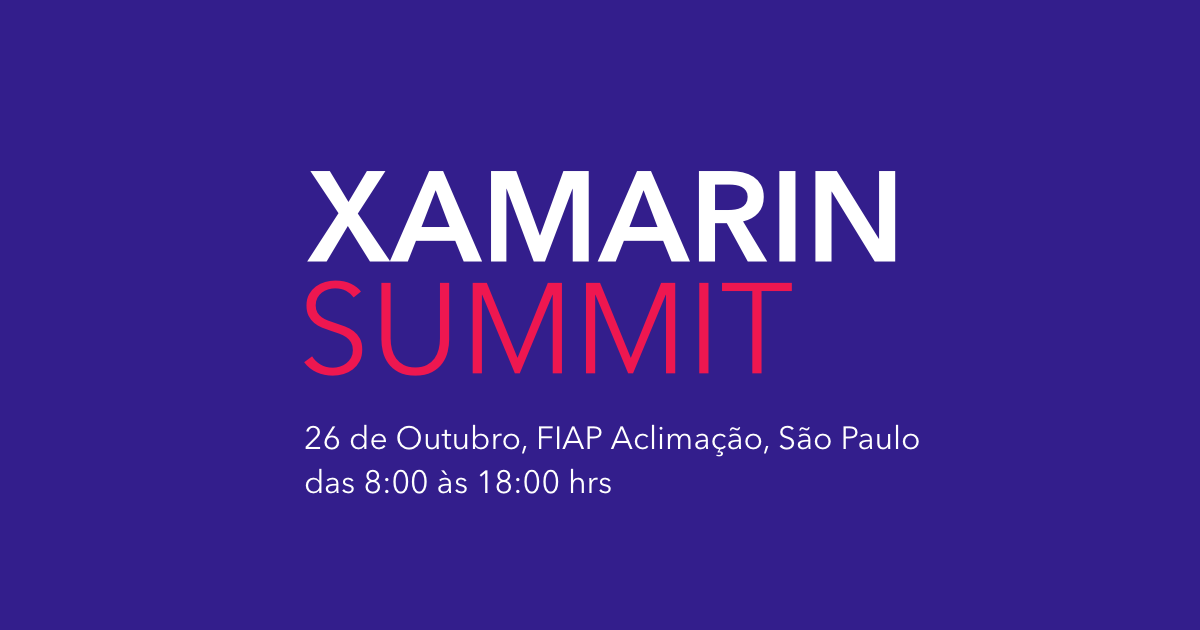 XAMARIN
SUMMIT
26 de Outubro, FIAP Aclimação, São Paulo
das 8:00 às 18:00 hrs